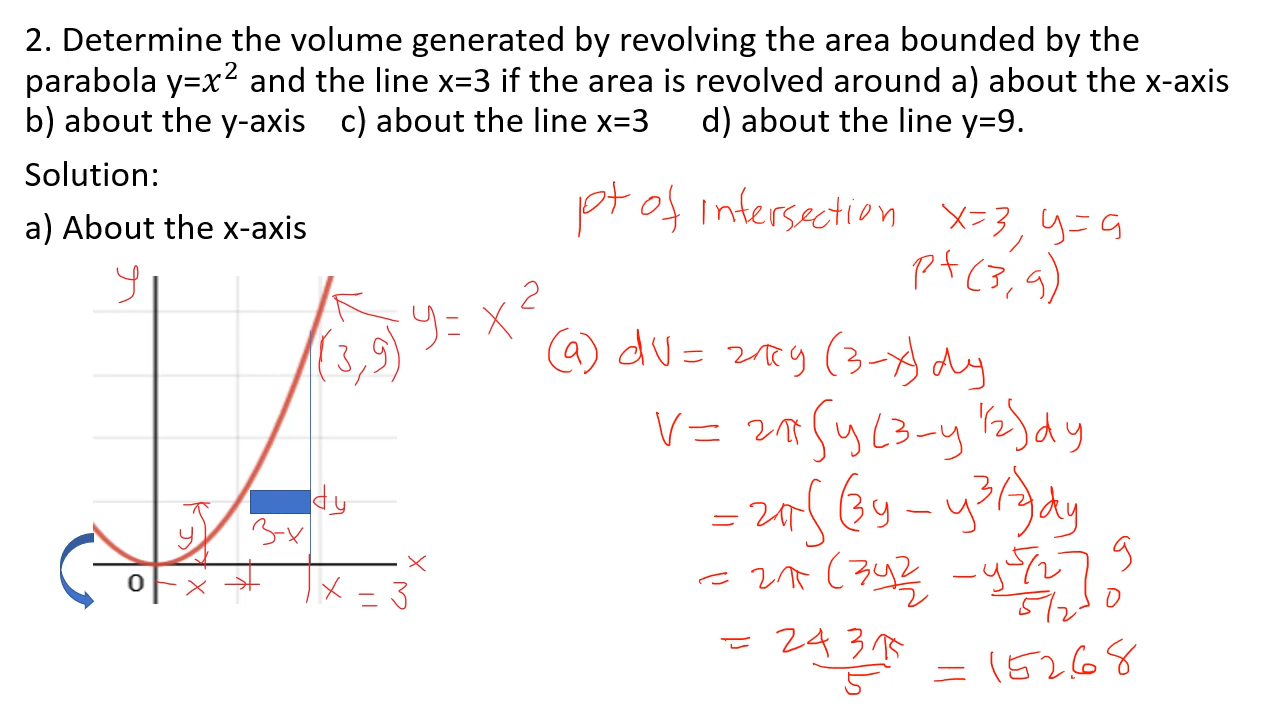 2. Determine the volume generated by revolving the area bounded by the
parabola y=x² and the line x=3 if the area is revolved around a) about the x-axis
b) about the y-axis c) about the line x=3 d) about the line y=9.
Solution:
a) About the x-axis
pt of intersection x=3, y=9
pt (3,9)
y
y = x²
(3,9)
dy
y
3-x
x
0
x
x = 3
(a) dV = 2πy (3-x) dy
V = 2π∫y(3-y^1/2)dy
= 2π∫(3y - y^3/2)dy
= 2π (3y²/2 - y^5/2/5/2]₀⁹
= 243π/5 = 152.68